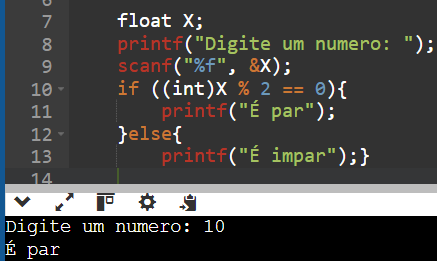 7 float X;
8 printf("Digite um numero: ");
9 scanf("%f", &X);
10 if ((int)X % 2 == 0){
11 printf("É par");
12 }else{
13 printf("É impar");}
14
Digite um numero: 10
É par